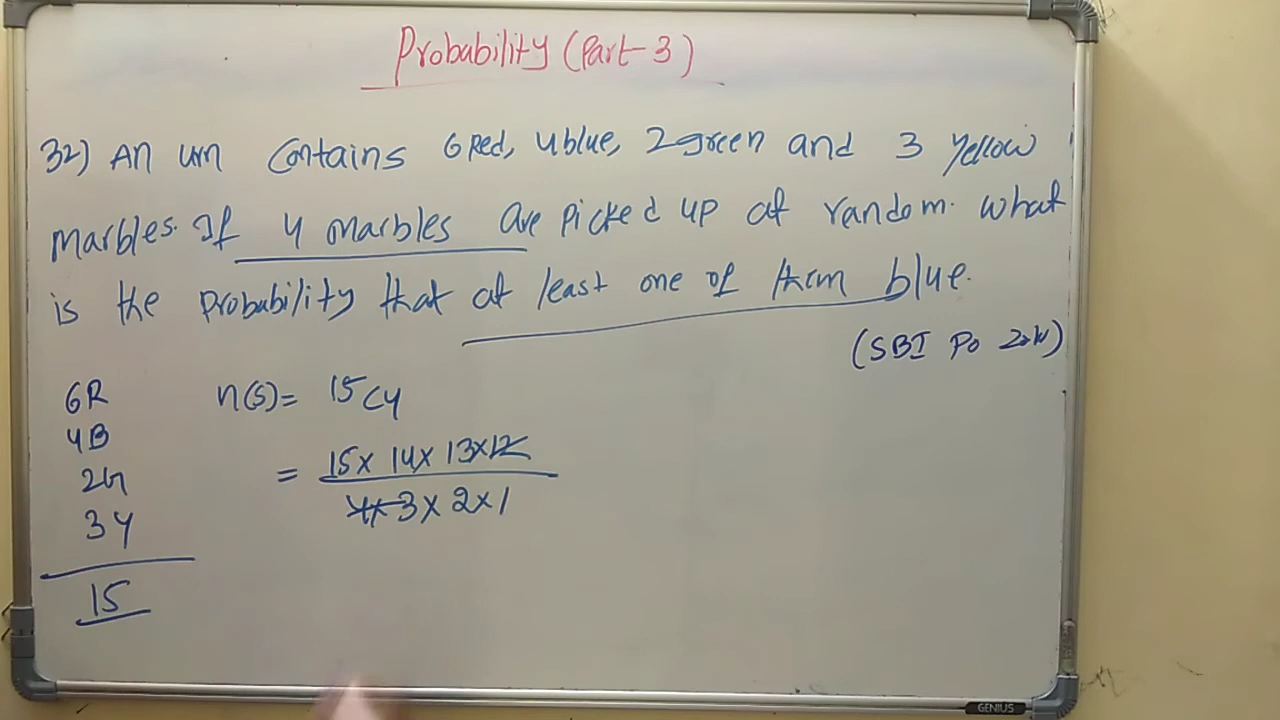 Probability (Part-3)
32) An urn contains 6 Red, 4 blue, 2 green and 3 yellow
marbles. If 4 marbles are picked up at random. what
is the probability that at least one of them blue.
(SBI PO
6R
4B
2G
3Y
15
n(s) = 15C4
= 15 x 14 x 13 x 12
4 x 3 x 2 x 1
GENIUS